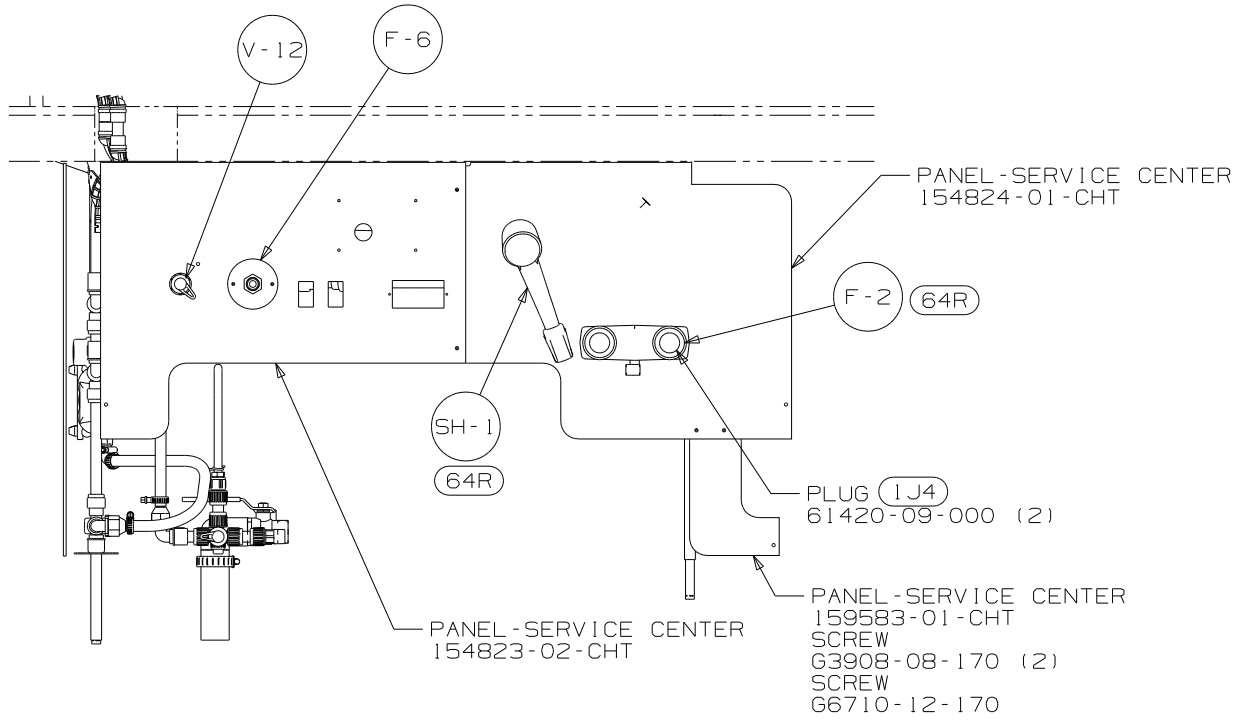 V-12
F-6
PANEL-SERVICE CENTER
154824-01-CHT
F-2
64R
SH-1
64R
PLUG 1J4
61420-09-000 (2)
PANEL-SERVICE CENTER
154823-02-CHT
PANEL-SERVICE CENTER
159583-01-CHT
SCREW
G3908-08-170 (2)
SCREW
G6710-12-170